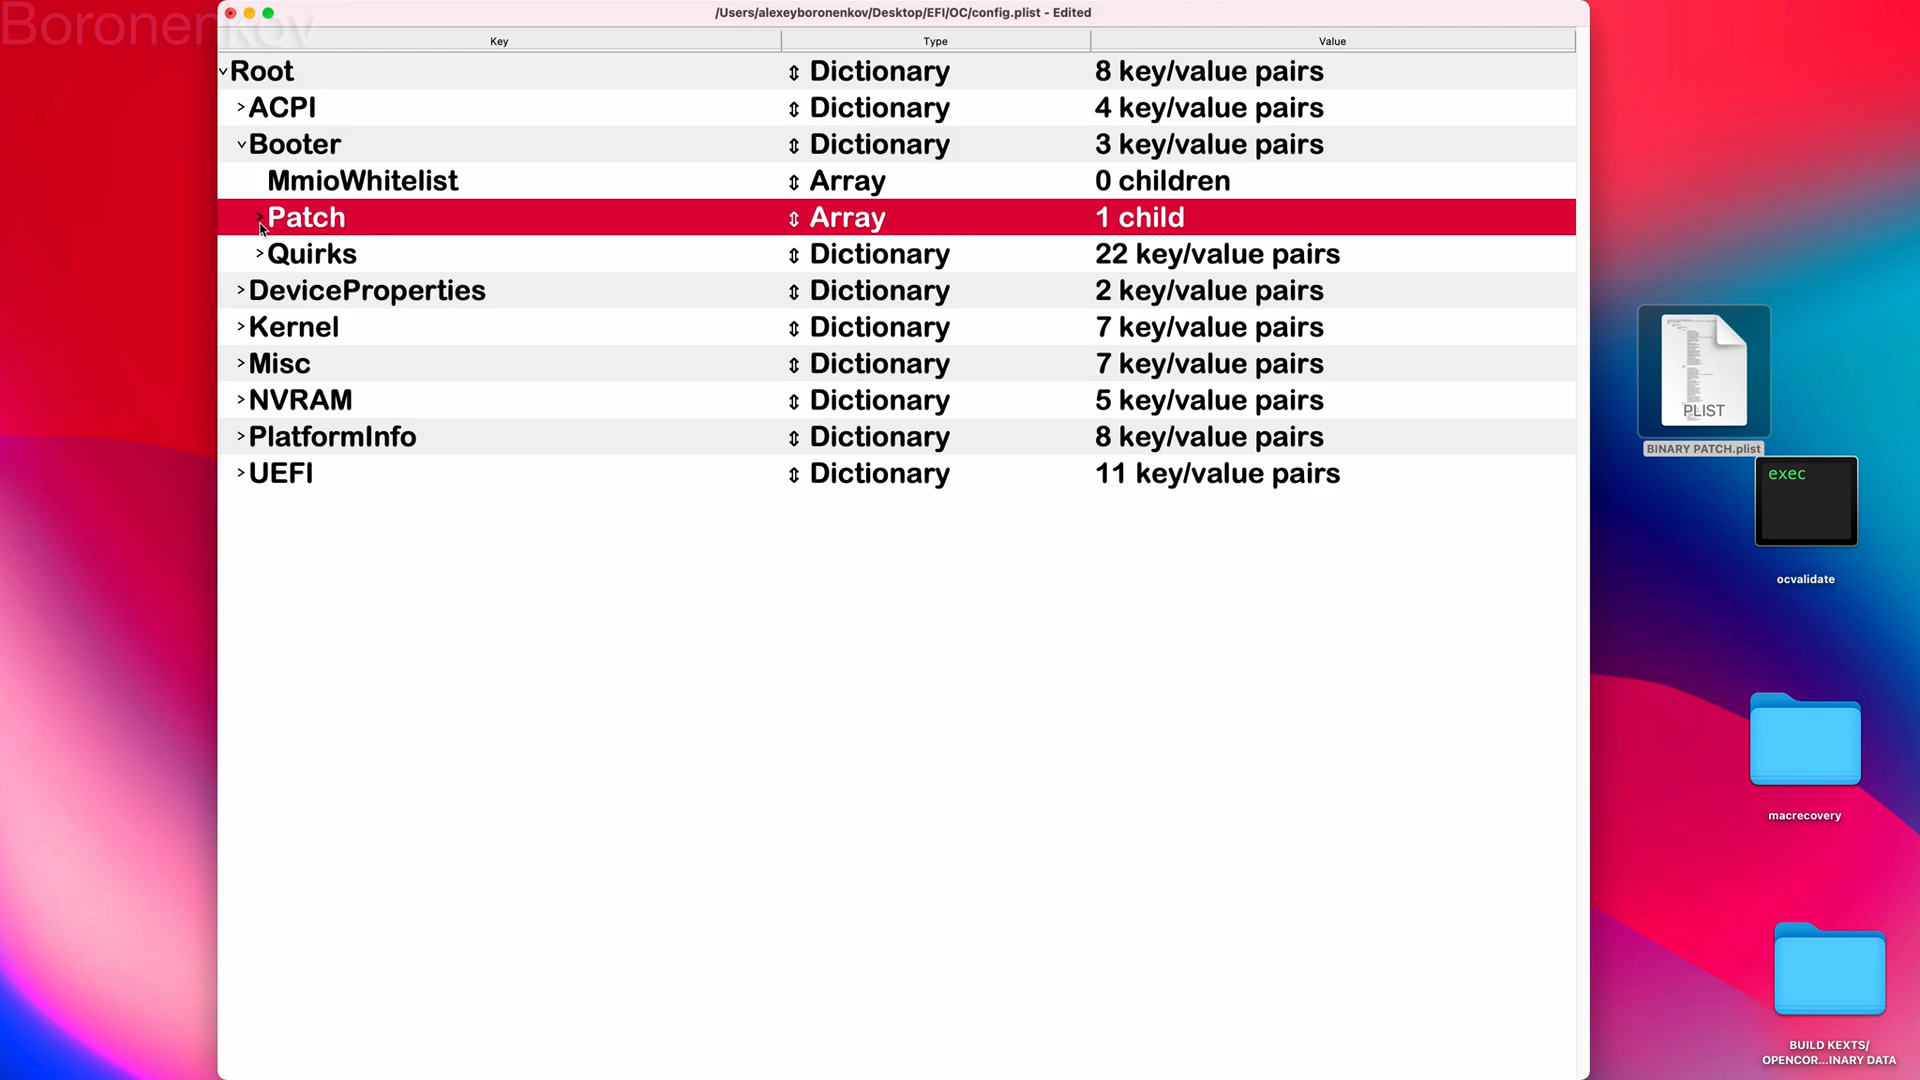 Boronenkov
/Users/alexeyboronenkov/Desktop/EFI/OC/config.plist - Edited
Key Type Value
Root Dictionary 8 key/value pairs
ACPI Dictionary 4 key/value pairs
Booter Dictionary 3 key/value pairs
MmioWhitelist Array 0 children
Patch Array 1 child
Quirks Dictionary 22 key/value pairs
DeviceProperties Dictionary 2 key/value pairs
Kernel Dictionary 7 key/value pairs
Misc Dictionary 7 key/value pairs
NVRAM Dictionary 5 key/value pairs
PlatformInfo Dictionary 8 key/value pairs
UEFI Dictionary 11 key/value pairs
PLIST
BINARY PATCH.plist
exec
ocvalidate
macrecovery
BUILD KEXTS/
OPENCOR...INARY DATA